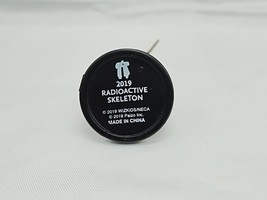 2019
RADIOACTIVE
SKELETON
© 2019 WIZKIDS/NECA
© 2019 Paizo Inc.
MADE IN CHINA